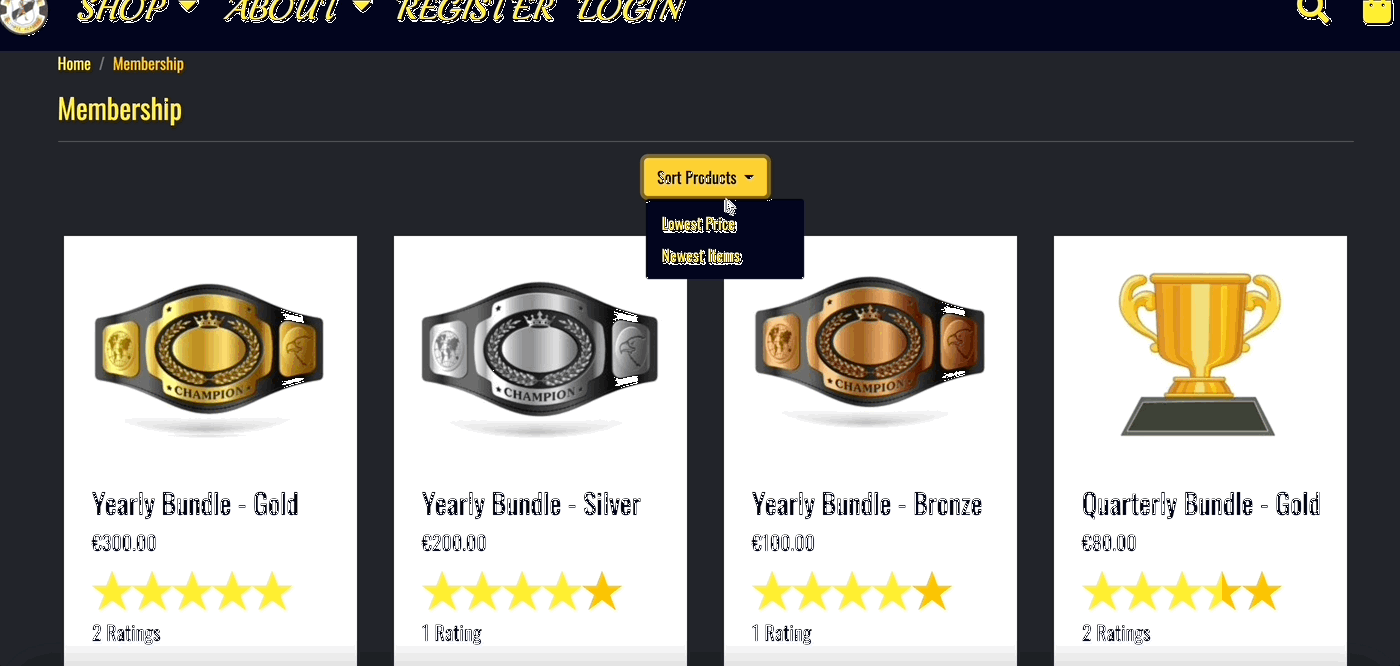 SHOP ABOUT REGISTER LOGIN
Home / Membership
Membership
Sort Products
Lowest Price
Newest Items
CHAMPION
CHAMPION
CHAMPION
Yearly Bundle - Gold
€300.00
2 Ratings
Yearly Bundle - Silver
€200.00
1 Rating
Yearly Bundle - Bronze
€100.00
1 Rating
Quarterly Bundle - Gold
€80.00
2 Ratings